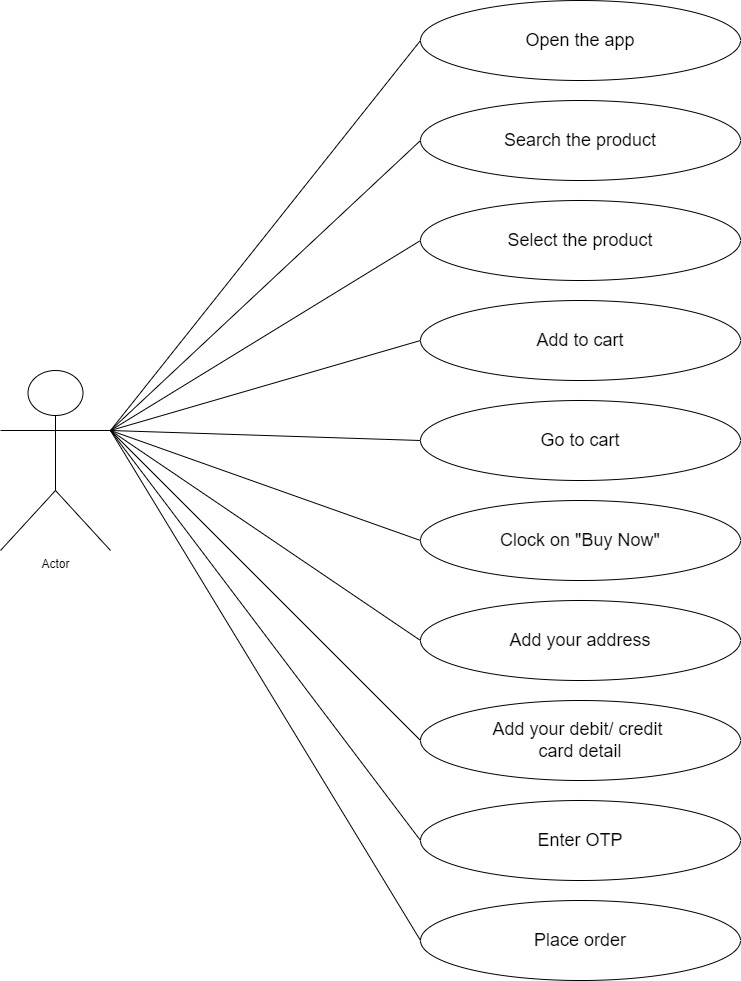 Open the app
Search the product
Select the product
Add to cart
Go to cart
Clock on "Buy Now"
Actor
Add your address
Add your debit/ credit
card detail
Enter OTP
Place order